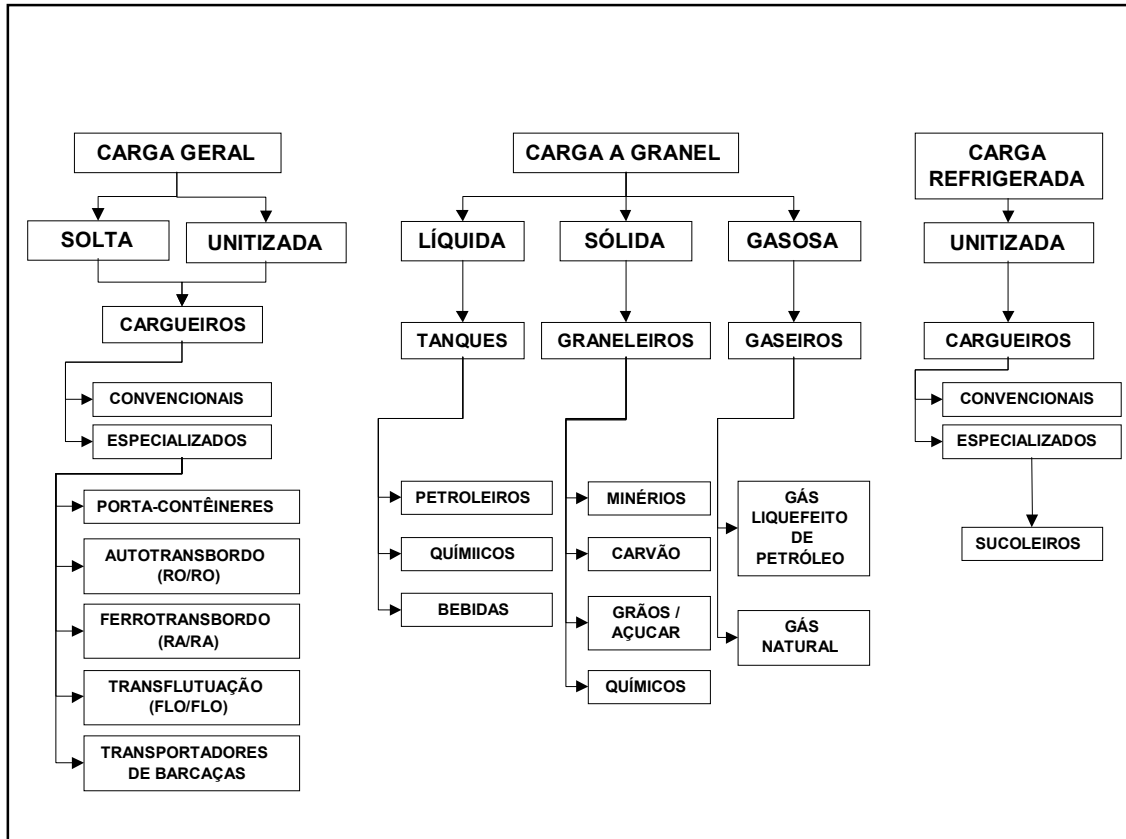 CARGA GERAL
SOLTA
UNITIZADA
CARGUEIROS
CONVENCIONAIS
ESPECIALIZADOS
PORTA-CONTÊINERES
AUTOTRANSBORDO
(RO/RO)
FERROTRANSBORDO
(RA/RA)
TRANSFLUTUAÇÃO
(FLO/FLO)
TRANSPORTADORES
DE BARCAÇAS
CARGA A GRANEL
LÍQUIDA
SÓLIDA
GASOSA
TANQUES
GRANELEIROS
GASEIROS
PETROLEIROS
QUÍMIICOS
BEBIDAS
MINÉRIOS
CARVÃO
GRÃOS /
AÇUCAR
QUÍMICOS
GÁS
LIQUEFEITO
DE
PETRÓLEO
GÁS
NATURAL
CARGA
REFRIGERADA
UNITIZADA
CARGUEIROS
CONVENCIONAIS
ESPECIALIZADOS
SUCOLEIROS